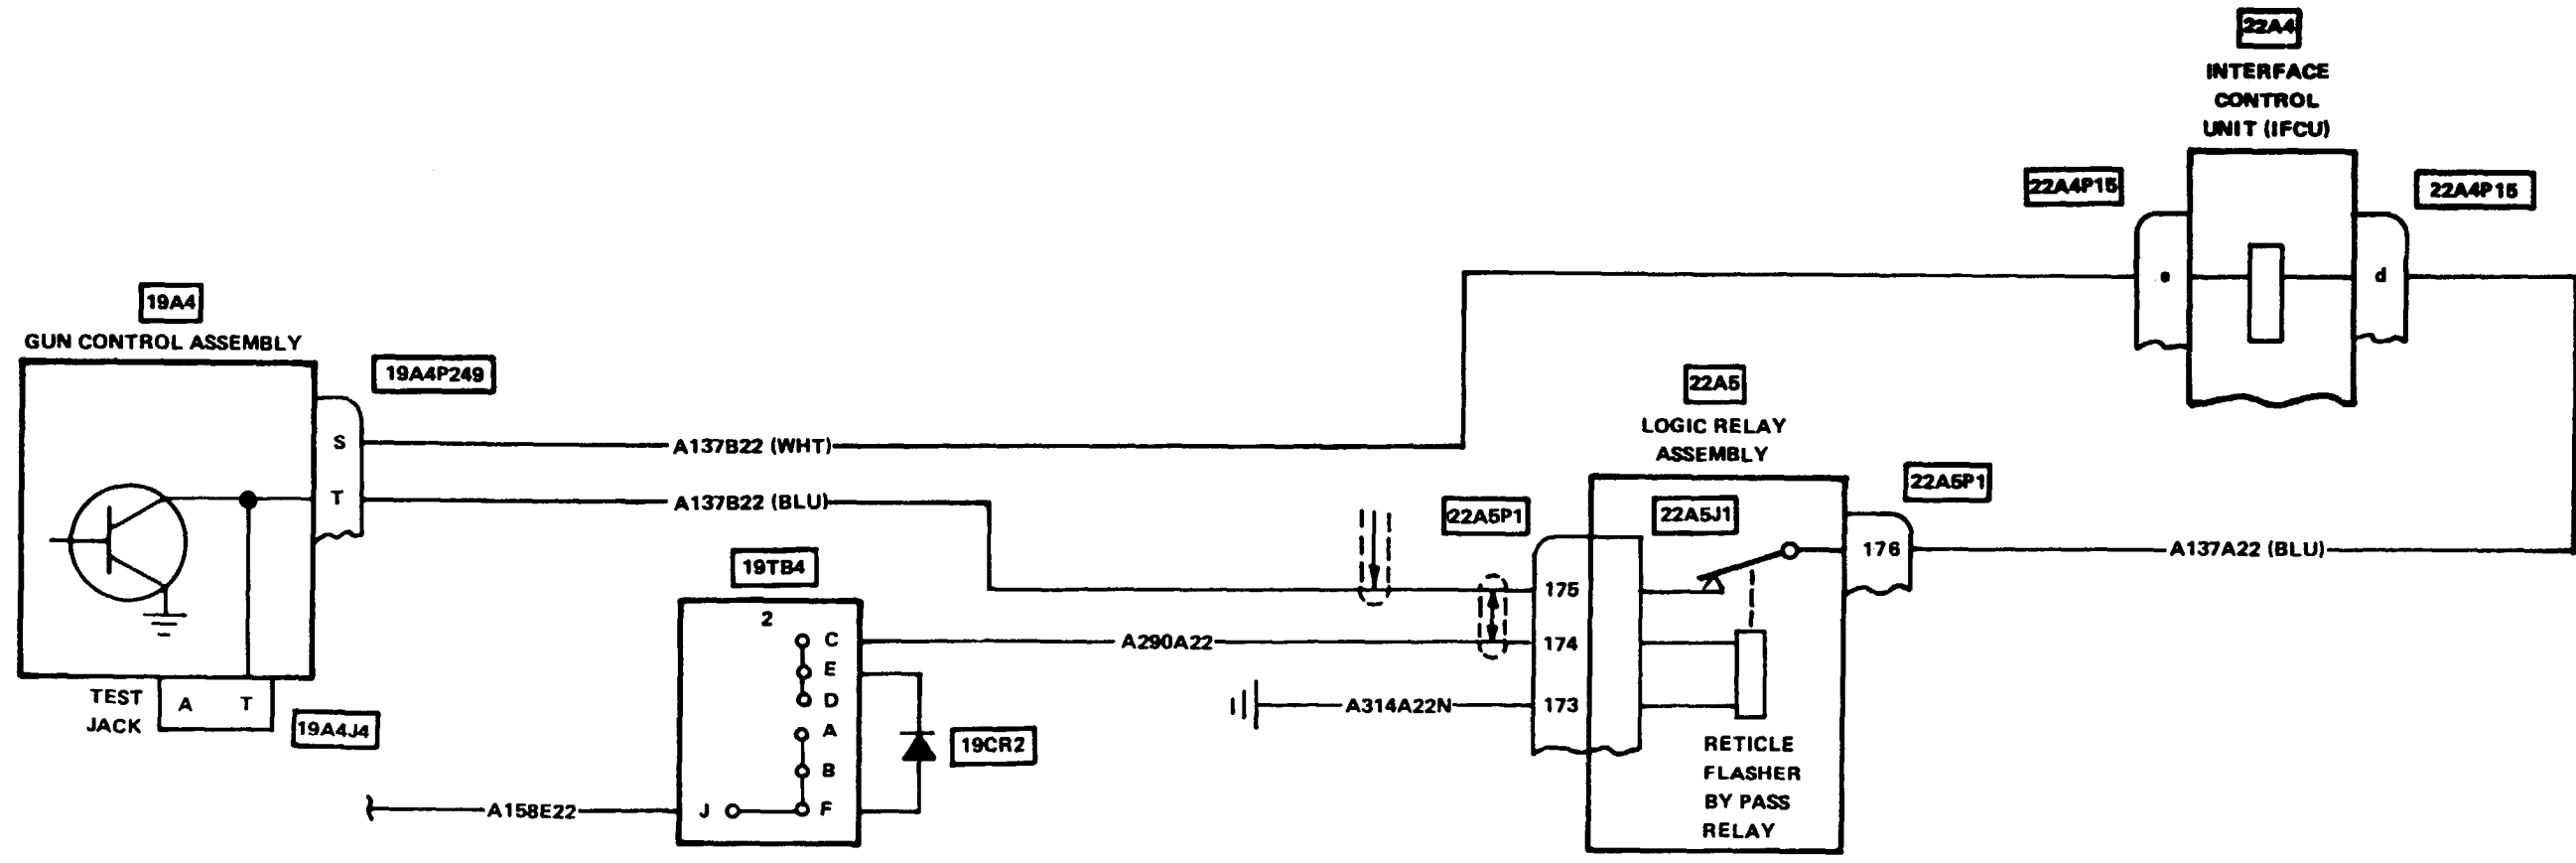 22A4
INTERFACE
CONTROL
UNIT (IFCU)
22A4P15
22A4P15
e
d
19A4
GUN CONTROL ASSEMBLY
19A4P249
S
A137B22 (WHT)
T
A137B22 (BLU)
22A5
LOGIC RELAY
ASSEMBLY
22A5P1
22A5J1
22A5P1
176
A137A22 (BLU)
19TB4
2
175
C
A290A22
174
E
D
A
B
F
J
A314A22N
173
TEST
JACK
A
T
19A4J4
19CR2
A158E22
RETICLE
FLASHER
BY PASS
RELAY